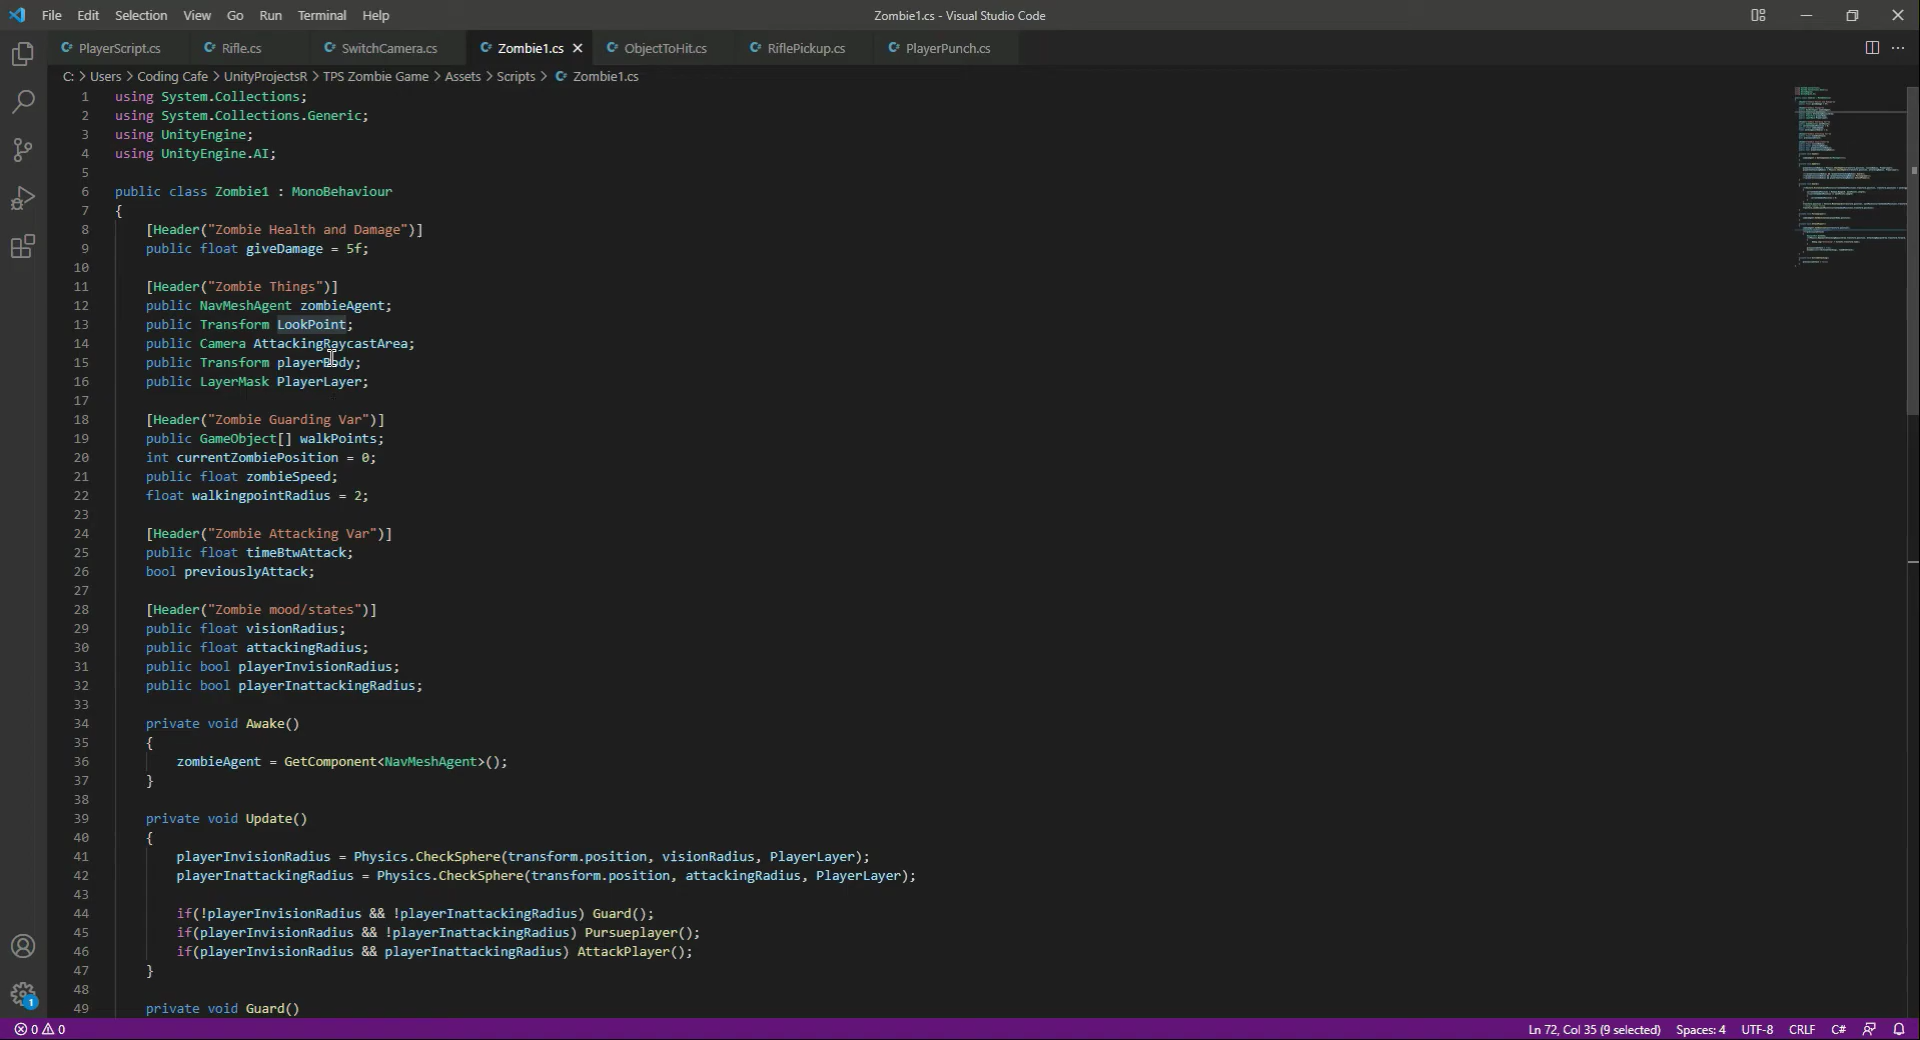 File Edit Selection View Go Run Terminal Help Zombie1.cs - Visual Studio Code
PlayerScript.cs Rifle.cs SwitchCamera.cs Zombie1.cs ObjectToHit.cs RiflePickup.cs PlayerPunch.cs
C: > Users > Coding Cafe > UnityProjectsR > TPS Zombie Game > Assets > Scripts > Zombie1.cs
1 using System.Collections;
2 using System.Collections.Generic;
3 using UnityEngine;
4 using UnityEngine.AI;
5
6 public class Zombie1 : MonoBehaviour
7 {
8 [Header("Zombie Health and Damage")]
9 public float giveDamage = 5f;
10
11 [Header("Zombie Things")]
12 public NavMeshAgent zombieAgent;
13 public Transform LookPoint;
14 public Camera AttackingRaycastArea;
15 public Transform playerBody;
16 public LayerMask PlayerLayer;
17
18 [Header("Zombie Guarding Var")]
19 public GameObject[] walkPoints;
20 int currentZombiePosition = 0;
21 public float zombieSpeed;
22 float walkingpointRadius = 2;
23
24 [Header("Zombie Attacking Var")]
25 public float timeBtwAttack;
26 bool previouslyAttack;
27
28 [Header("Zombie mood/states")]
29 public float visionRadius;
30 public float attackingRadius;
31 public bool playerInvisionRadius;
32 public bool playerInattackingRadius;
33
34 private void Awake()
35 {
36 zombieAgent = GetComponent<NavMeshAgent>();
37 }
38
39 private void Update()
40 {
41 playerInvisionRadius = Physics.CheckSphere(transform.position, visionRadius, PlayerLayer);
42 playerInattackingRadius = Physics.CheckSphere(transform.position, attackingRadius, PlayerLayer);
43
44 if(!playerInvisionRadius && !playerInattackingRadius) Guard();
45 if(playerInvisionRadius && !playerInattackingRadius) Pursueplayer();
46 if(playerInvisionRadius && playerInattackingRadius) AttackPlayer();
47 }
48
49 private void Guard()
1
0 0 Ln 72, Col 35 (9 selected) Spaces: 4 UTF-8 CRLF C#